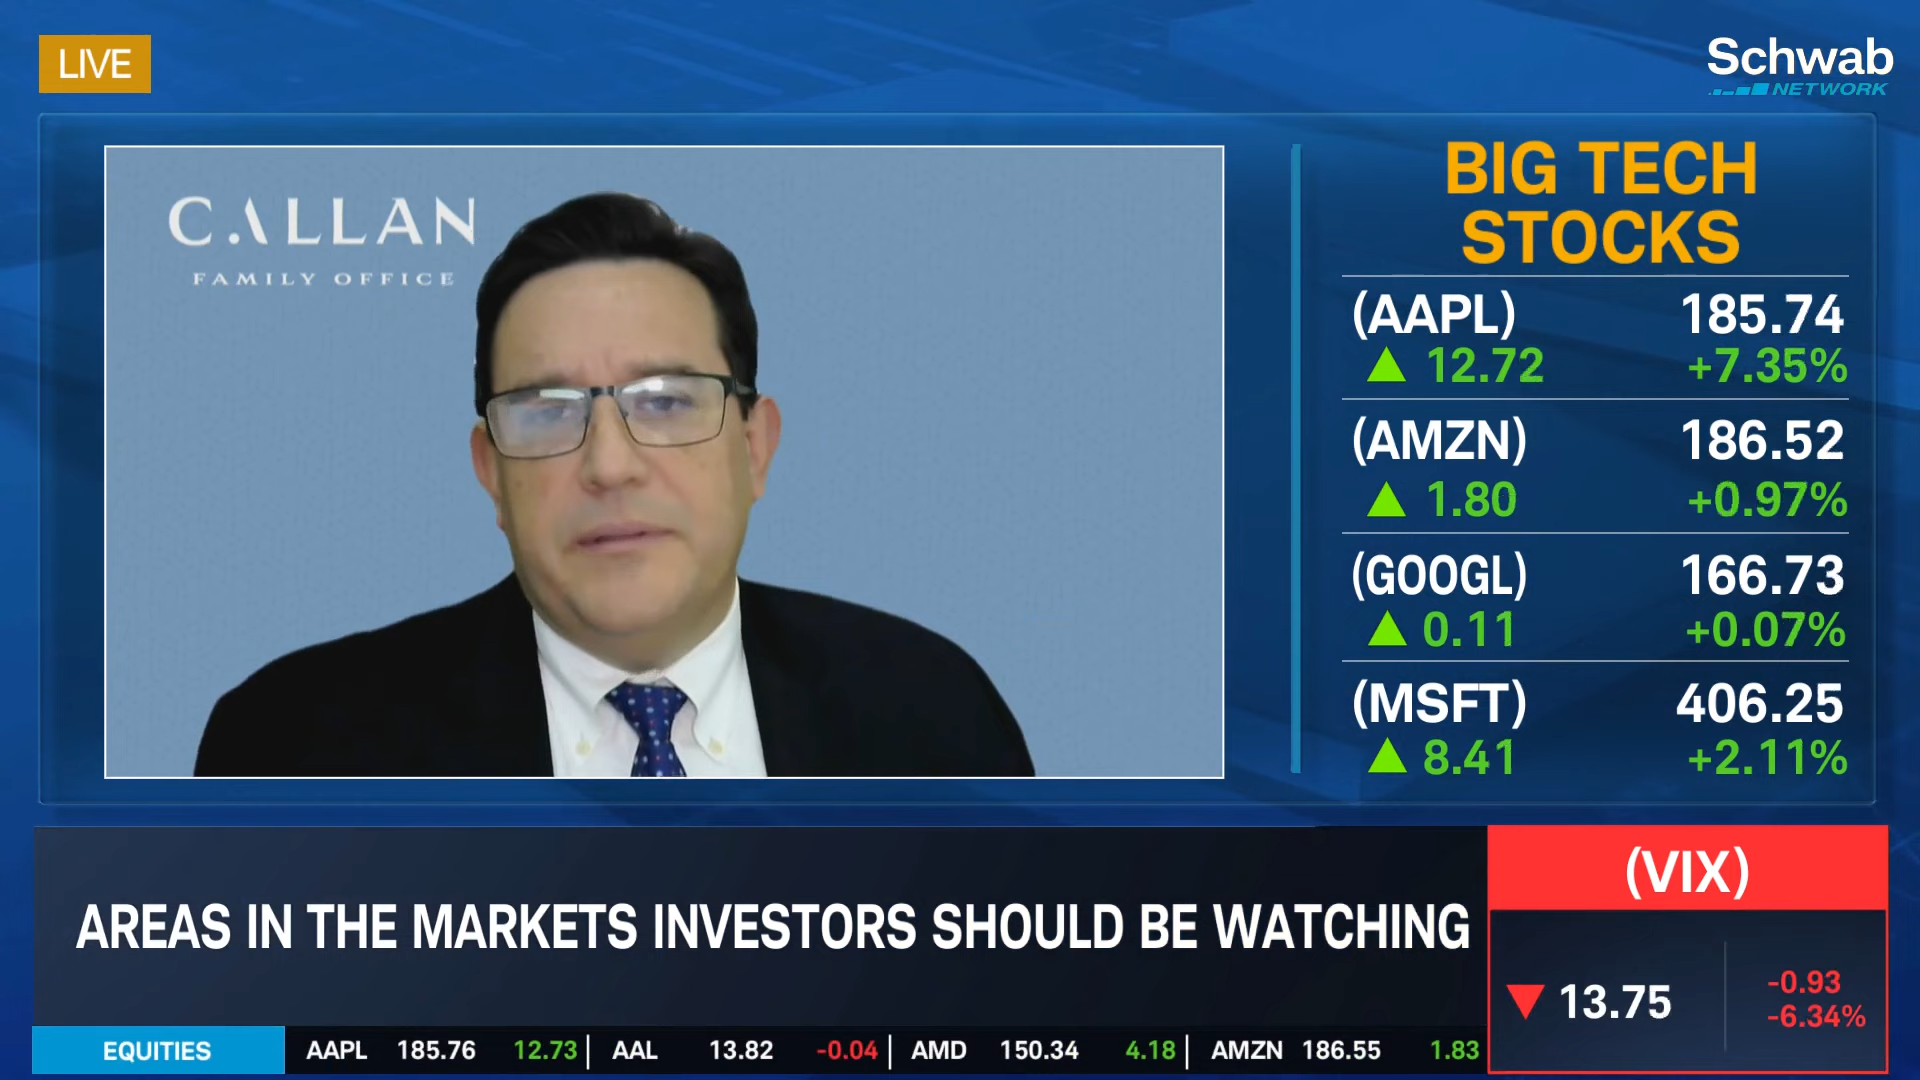 LIVE
Schwab
NETWORK
CALLAN
FAMILY OFFICE
BIG TECH
STOCKS
(AAPL) 185.74
▲ 12.72 +7.35%
(AMZN) 186.52
▲ 1.80 +0.97%
(GOOGL) 166.73
▲ 0.11 +0.07%
(MSFT) 406.25
▲ 8.41 +2.11%
AREAS IN THE MARKETS INVESTORS SHOULD BE WATCHING
(VIX)
▼ 13.75
-0.93
-6.34%
EQUITIES AAPL 185.76 12.73 AAL 13.82 -0.04 AMD 150.34 4.18 AMZN 186.55 1.83